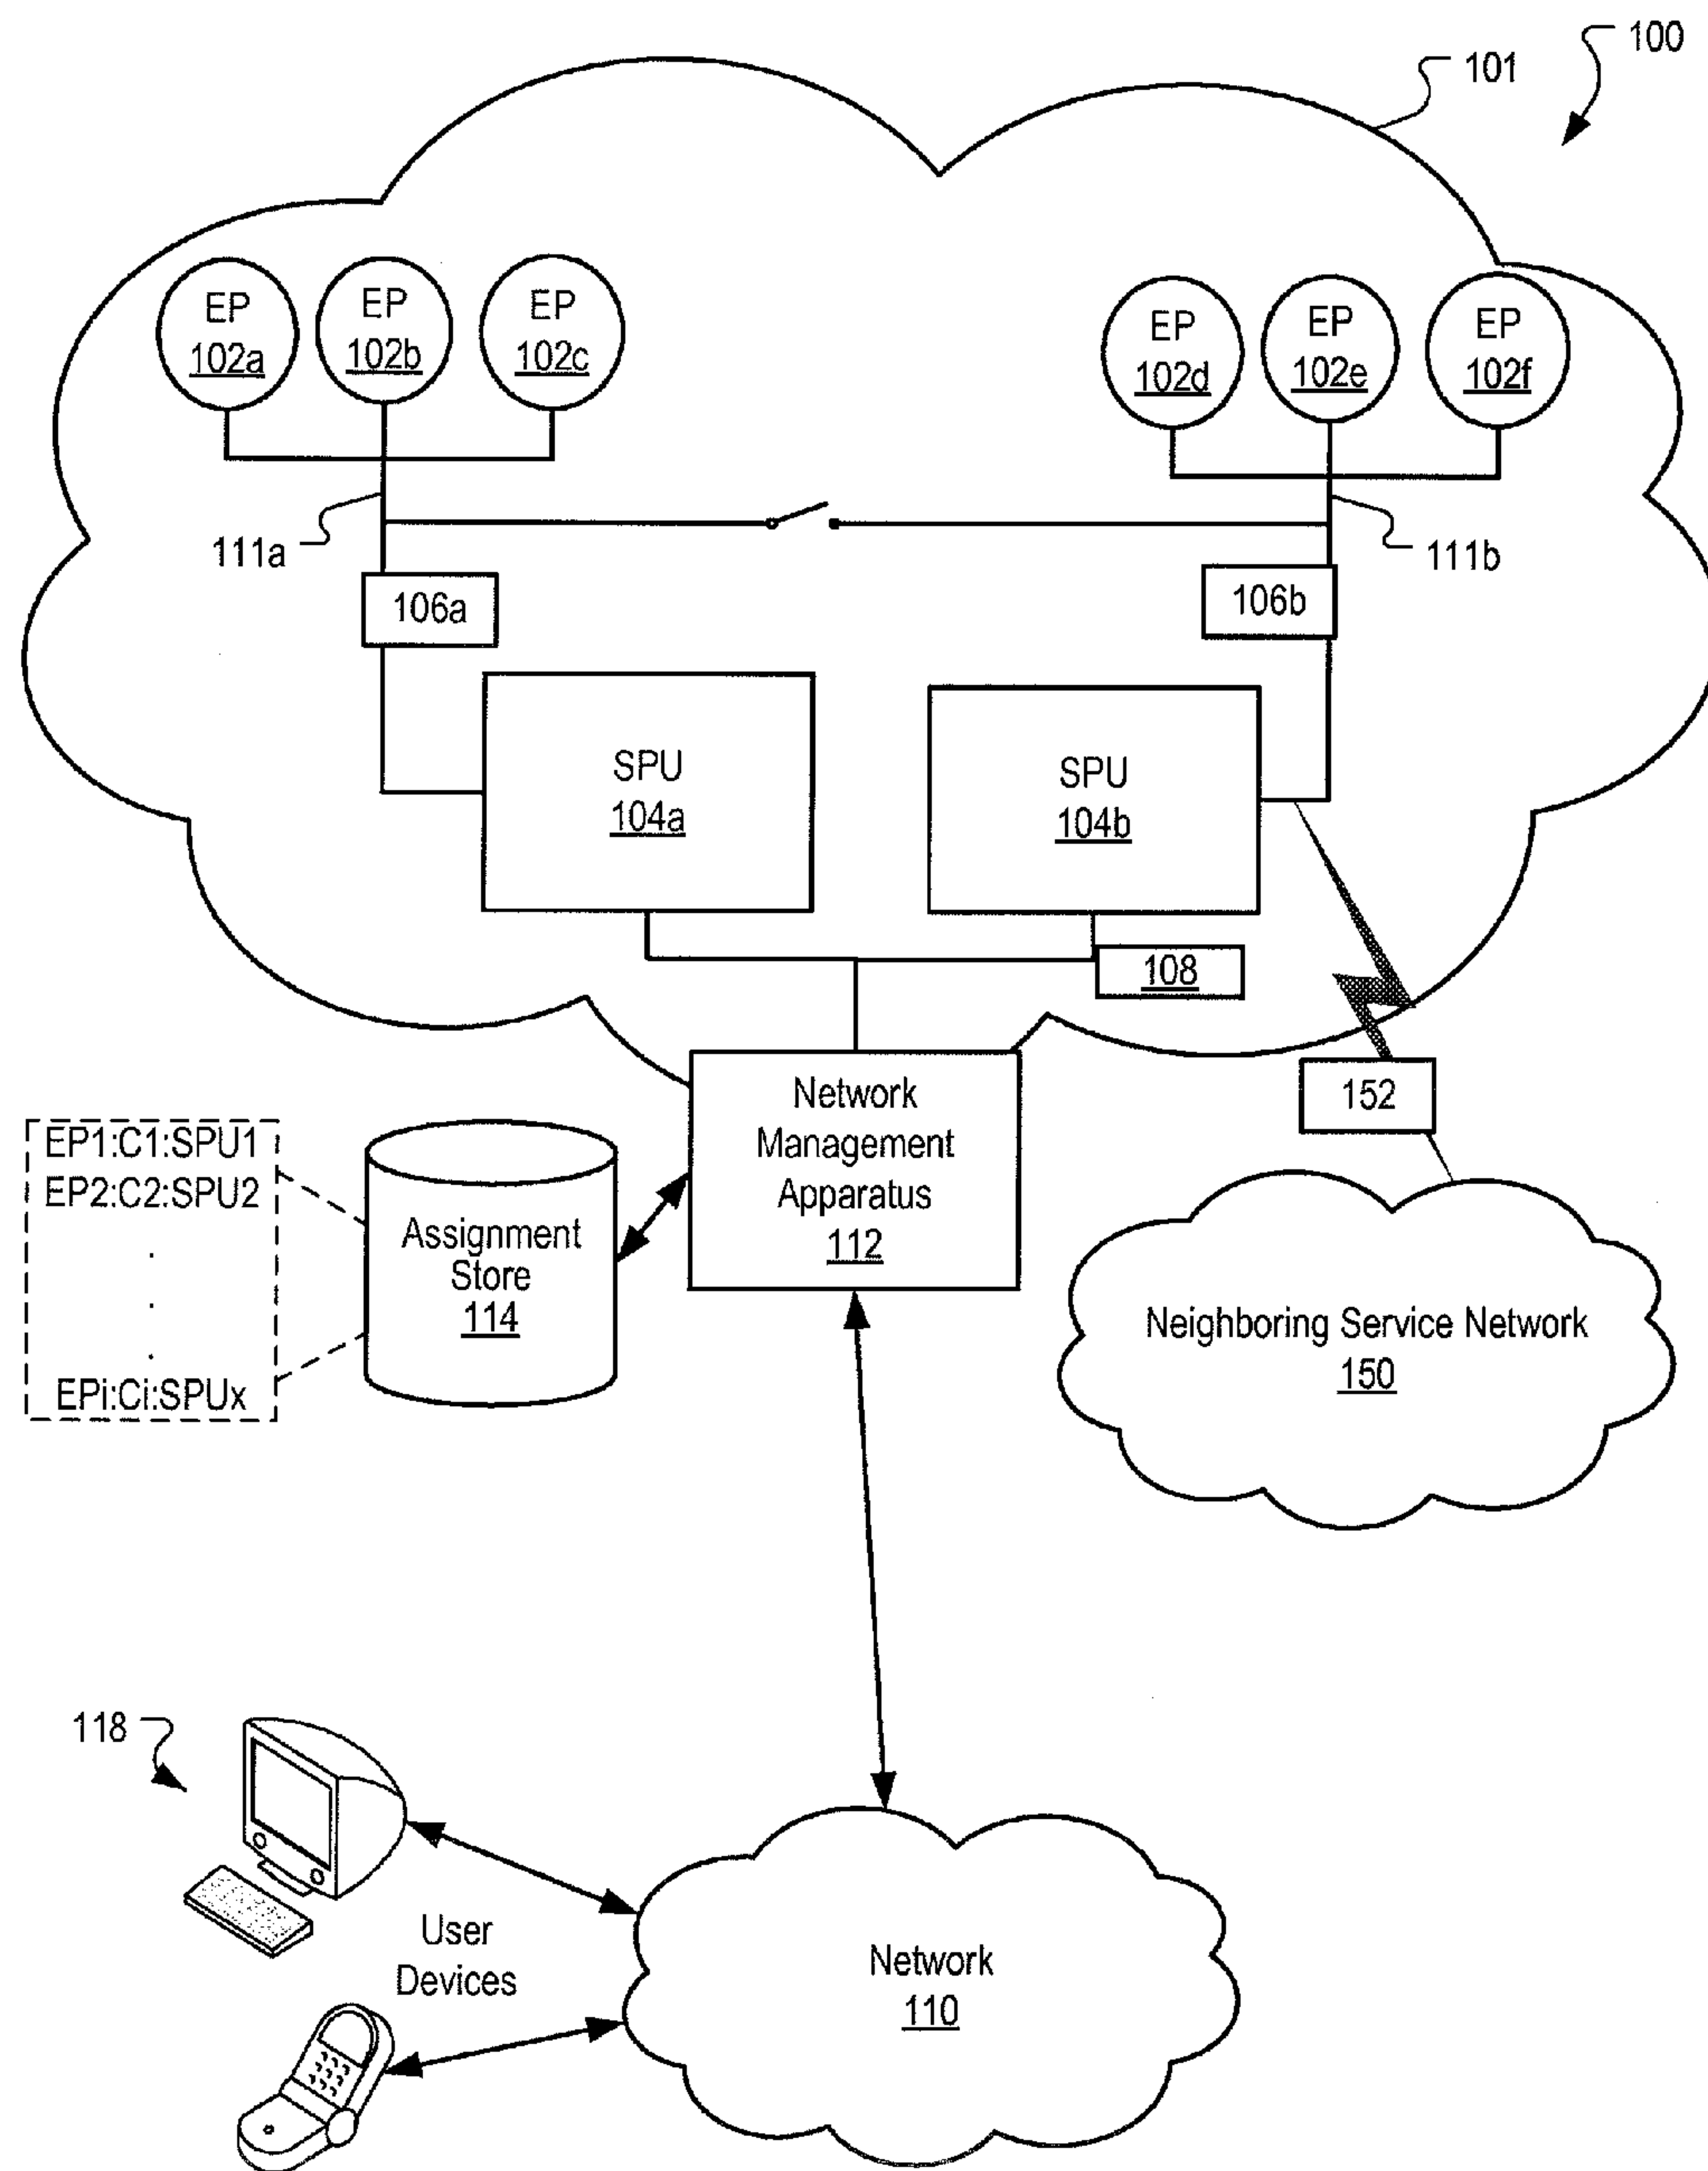 100
101
EP
102a
EP
102b
EP
102c
EP
102d
EP
102e
EP
102f
111a
111b
106a
106b
SPU
104a
SPU
104b
108
Network
Management
Apparatus
112
152
EP1:C1:SPU1
EP2:C2:SPU2
.
.
.
EPi:Ci:SPUx
Assignment
Store
114
Neighboring Service Network
150
118
User
Devices
Network
110